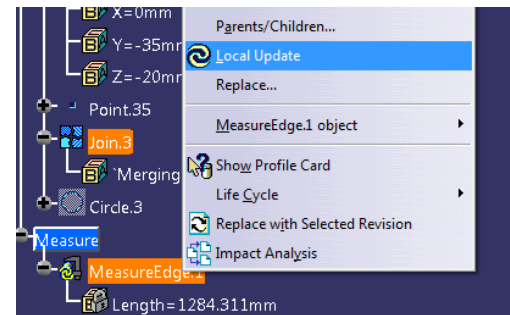 X=0mm
Y=-35mm
Z=-20mm
Point.35
Join.3
`Merging
Circle.3
Measure
MeasureEdge.1
Length=1284.311mm
Parents/Children...
Local Update
Replace...
MeasureEdge.1 object
Show Profile Card
Life Cycle
Replace with Selected Revision
Impact Analysis